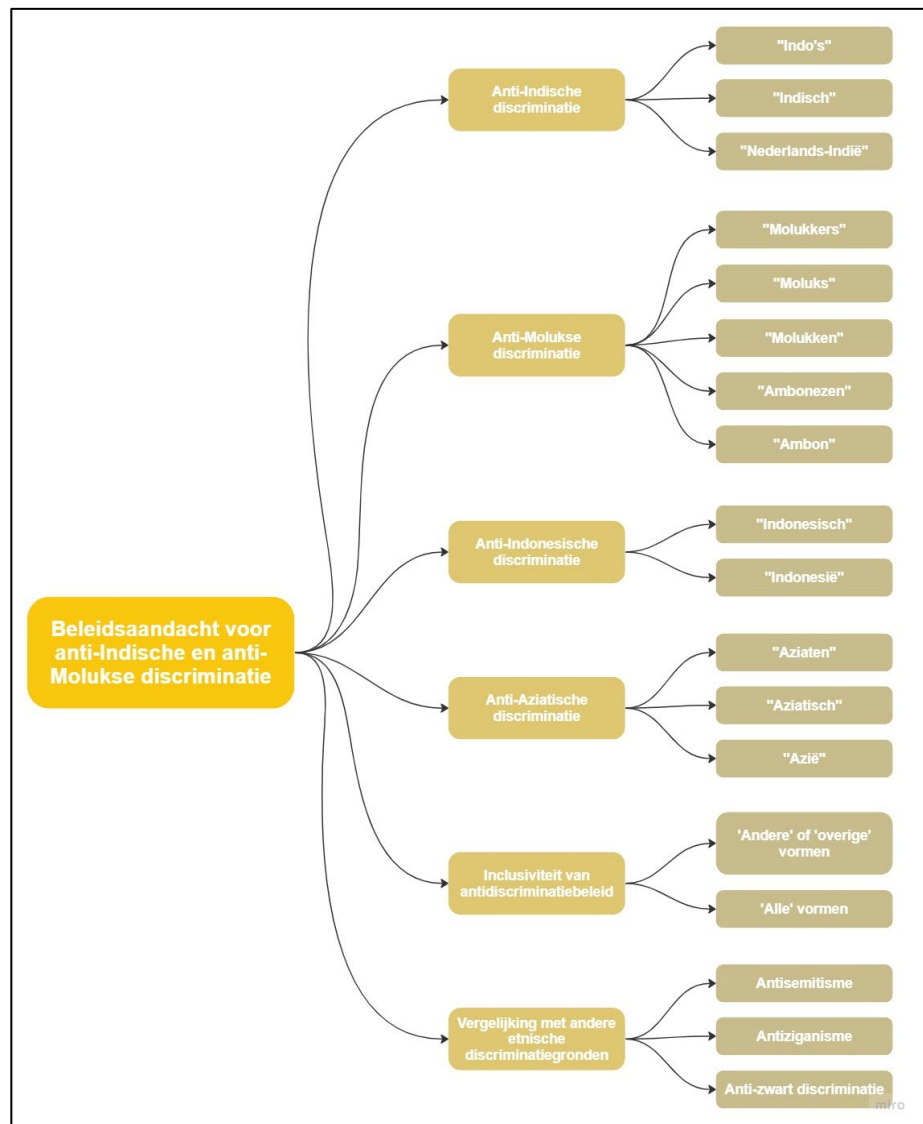 Beleidsaandacht voor
anti-Indische en anti-
Molukse discriminatie
Anti-Indische
discriminatie
"Indo's"
"Indisch"
"Nederlands-Indië"
Anti-Molukse
discriminatie
"Molukkers"
"Moluks"
"Molukken"
"Ambonezen"
"Ambon"
Anti-Indonesische
discriminatie
"Indonesisch"
"Indonesië"
Anti-Aziatische
discriminatie
"Aziaten"
"Aziatisch"
"Azië"
Inclusiviteit van
antidiscriminatiebeleid
'Andere' of 'overige'
vormen
'Alle' vormen
Vergelijking met andere
etnische
discriminatiegronden
Antisemitisme
Antiziganisme
Anti-zwart discriminatie
miro